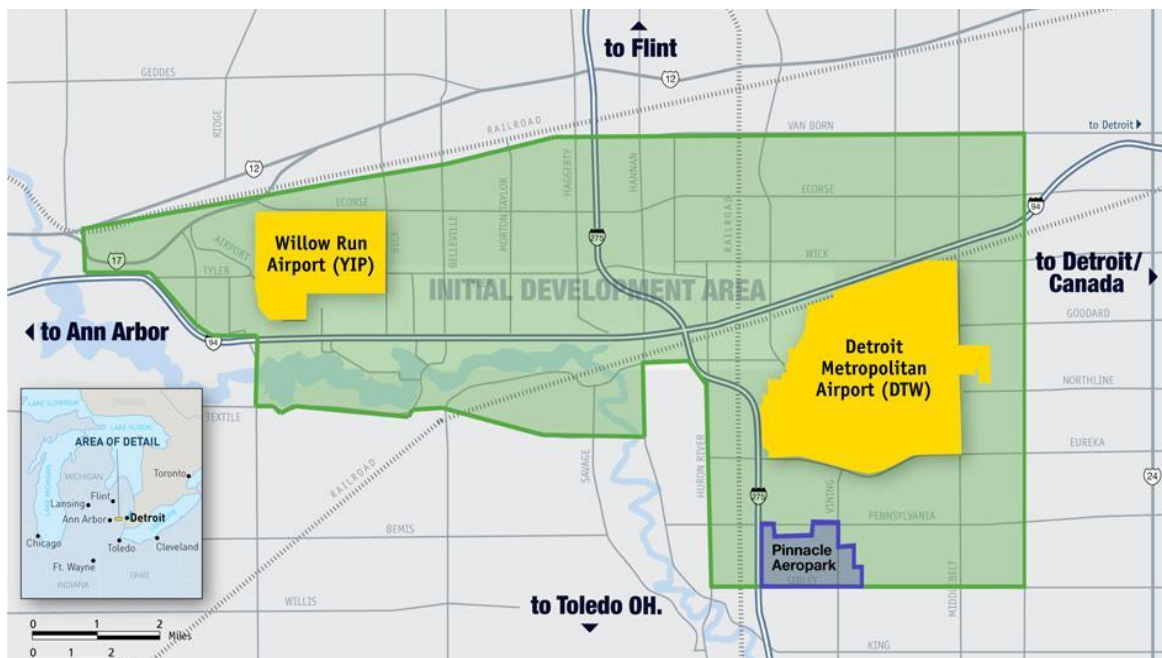 to Flint
GEDDES
12
RIDGE
RAILROAD
VAN BORN
to Detroit
12
HAGGERTY
HANNAN
MORTON TAYLOR
ECORSE
ECORSE
94
BELLEVILLE
BECK
RAILROAD
275
AIRPORT
Willow Run
Airport (YIP)
17
TYLER
WICK
to Detroit/
Canada
INITIAL DEVELOPMENT AREA
GODDARD
to Ann Arbor
94
Detroit
Metropolitan
Airport (DTW)
NORTHLINE
TEXTILE
EUREKA
SAVAGE
HURON RIVER
RAILROAD
24
275
VINING
PENNSYLVANIA
BEMIS
Pinnacle
Aeropark
SIBLEY
MIDDLEBELT
WILLIS
to Toledo OH.
KING
LAKE SUPERIOR
ONTARIO
LAKE HURON
AREA OF DETAIL
LAKE MICHIGAN
MICHIGAN
Toronto
Flint
Lansing
Ann Arbor
Detroit
Chicago
Toledo
Cleveland
Ft. Wayne
INDIANA
OHIO
0 1 2
Miles
0 1 2